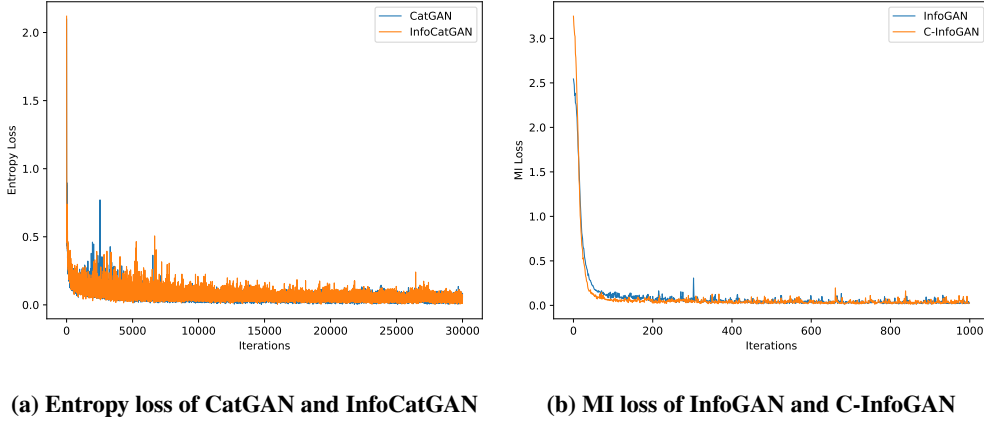 CatGAN
InfoCatGAN
2.0
1.5
1.0
0.5
0.0
Entropy Loss
0
5000
10000
15000
20000
25000
30000
Iterations
(a) Entropy loss of CatGAN and InfoCatGAN
InfoGAN
C-InfoGAN
3.0
2.5
2.0
1.5
1.0
0.5
0.0
MI Loss
0
200
400
600
800
1000
Iterations
(b) MI loss of InfoGAN and C-InfoGAN